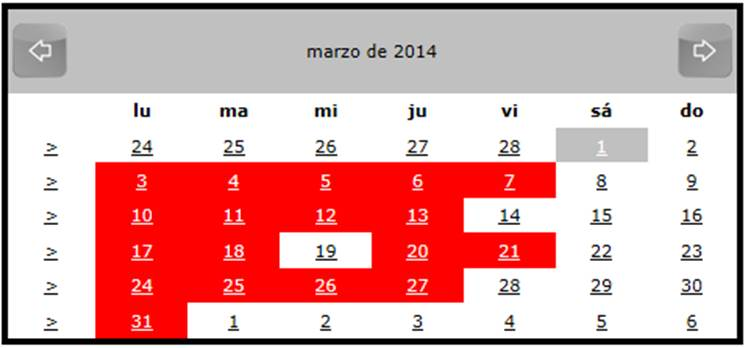 marzo de 2014
lu ma mi ju vi sá do
> 24 25 26 27 28 1 2
> 3 4 5 6 7 8 9
> 10 11 12 13 14 15 16
> 17 18 19 20 21 22 23
> 24 25 26 27 28 29 30
> 31 1 2 3 4 5 6